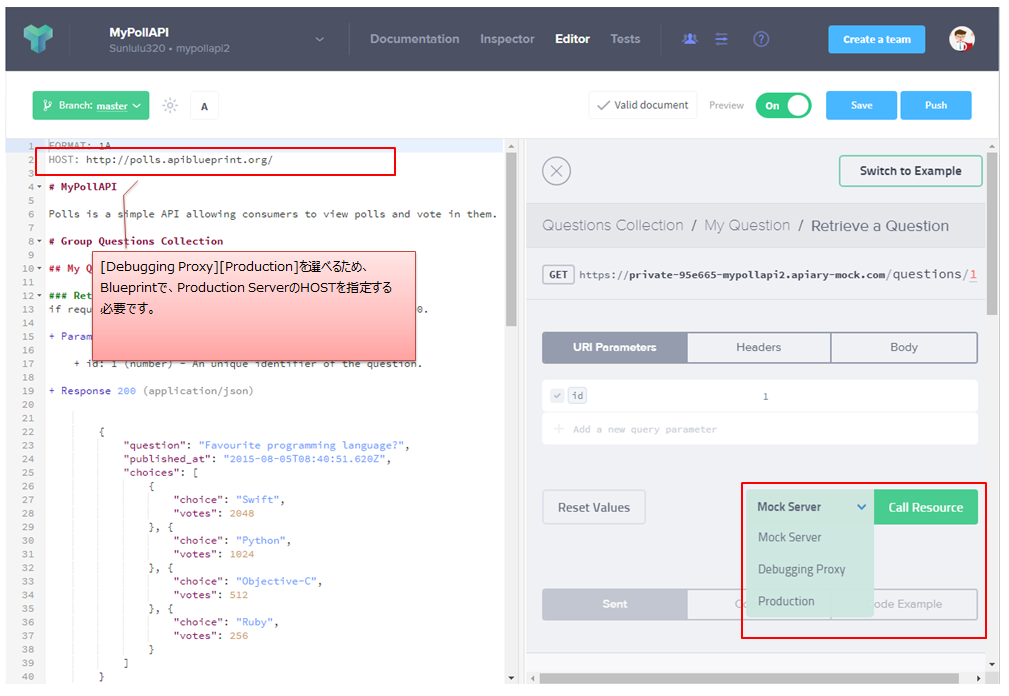 MyPollAPI
Sunlulu320 • mypollapi2
Documentation
Inspector
Editor
Tests
Create a team
Branch: master
A
Valid document
Preview
On
Save
Push
1 FORMAT: 1A
2 HOST: http://polls.apiblueprint.org/
3
4 # MyPollAPI
5
6 Polls is a simple API allowing consumers to view polls and vote in them.
7
8 # Group Questions Collection
9
10 ## My Q
11
12 ### Ret
13 if requ 0.
14
15 + Param
16
17 + id: 1 (number) - An unique identifier of the question.
18
19 + Response 200 (application/json)
20
21
22 {
23 "question": "Favourite programming language?",
24 "published_at": "2015-08-05T08:40:51.620Z",
25 "choices": [
26 {
27 "choice": "Swift",
28 "votes": 2048
29 }, {
30 "choice": "Python",
31 "votes": 1024
32 }, {
33 "choice": "Objective-C",
34 "votes": 512
35 }, {
36 "choice": "Ruby",
37 "votes": 256
38 }
39 ]
40 }
[Debugging Proxy][Production]を選べるため、
Blueprintで、Production ServerのHOSTを指定する
必要です。
Switch to Example
Questions Collection / My Question / Retrieve a Question
GET https://private-95e665-mypollapi2.apiary-mock.com/questions/1
URI Parameters
Headers
Body
id 1
Add a new query parameter
Reset Values
Mock Server
Call Resource
Mock Server
Debugging Proxy
Production
Sent
ode Example